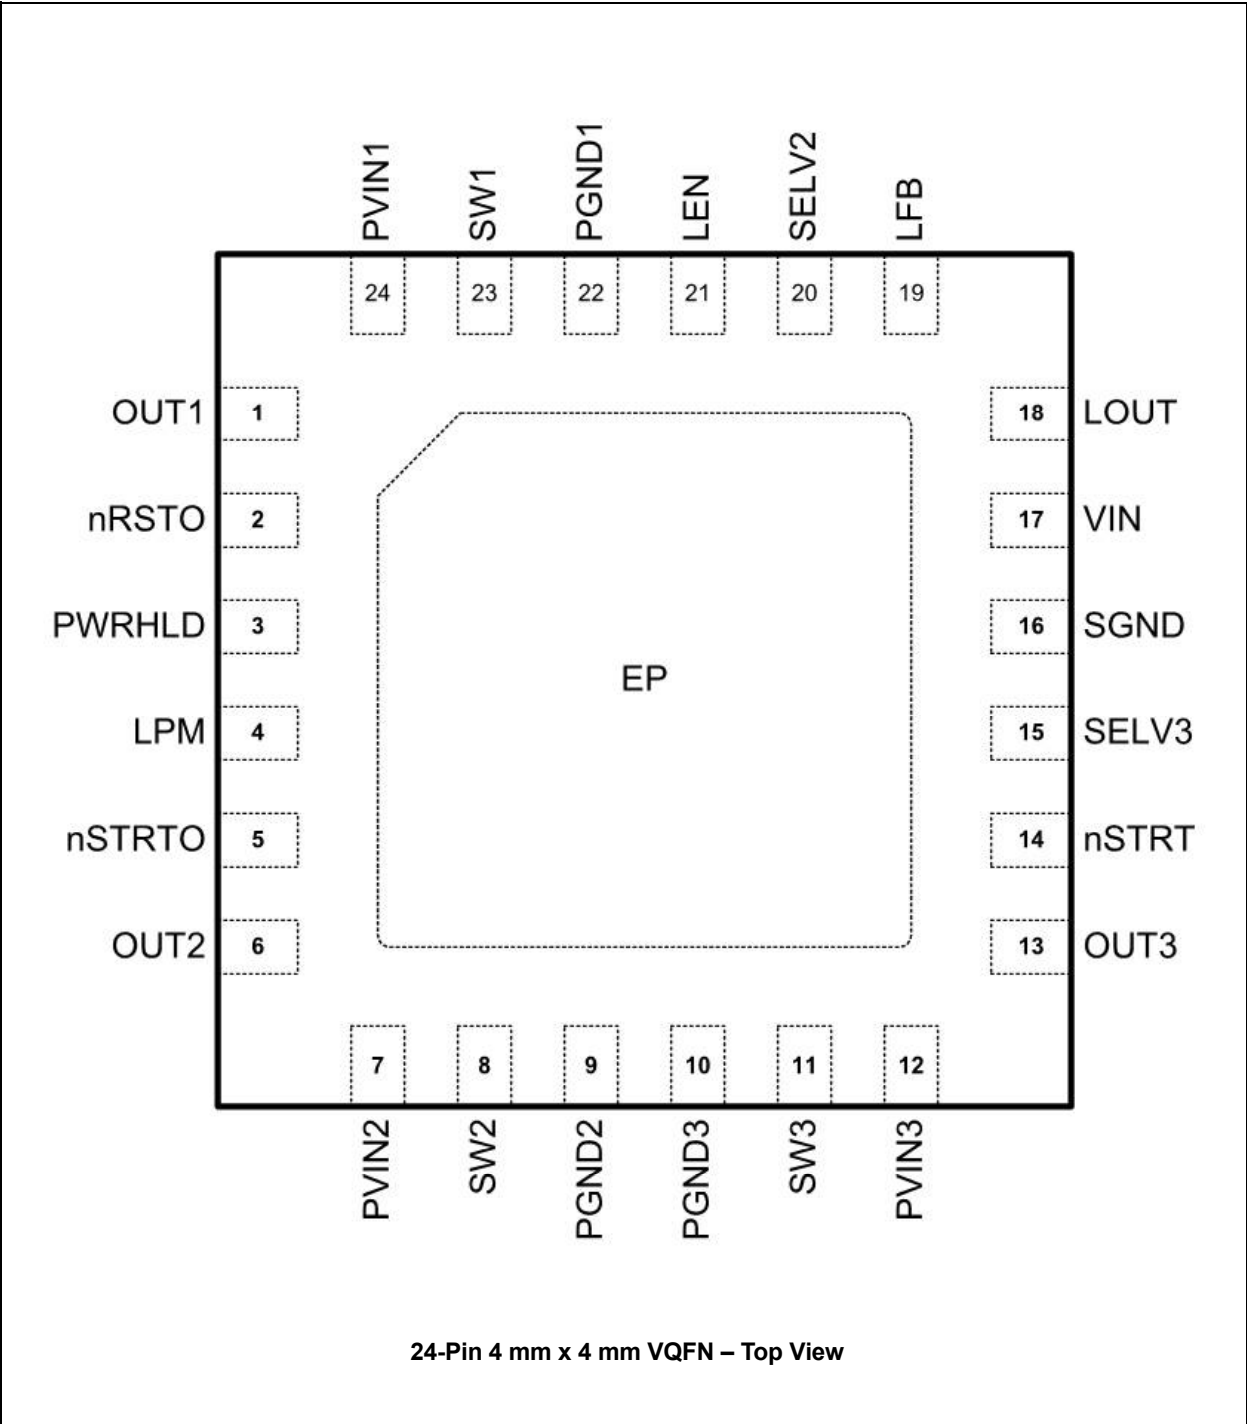 PVIN1
SW1
PGND1
LEN
SELV2
LFB
24
23
22
21
20
19
OUT1
1
18
LOUT
nRSTO
2
17
VIN
PWRHLD
3
16
SGND
EP
LPM
4
15
SELV3
nSTRTO
5
14
nSTRT
OUT2
6
13
OUT3
7
8
9
10
11
12
PVIN2
SW2
PGND2
PGND3
SW3
PVIN3
24-Pin 4 mm x 4 mm VQFN – Top View